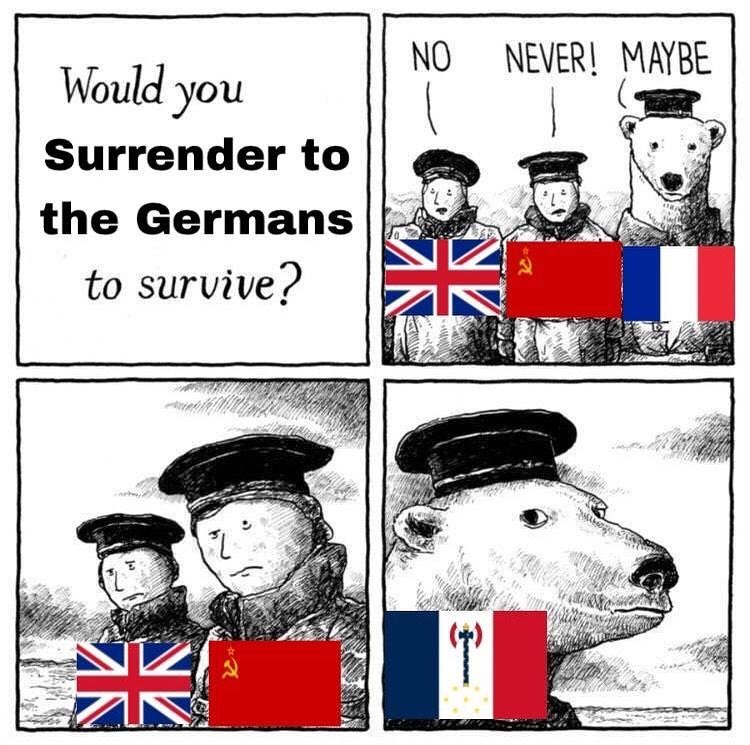 Would you
Surrender to
the Germans
to survive?
NO
NEVER!
MAYBE